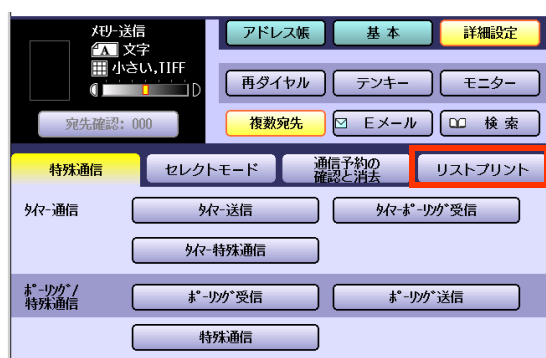 ﾒﾓﾘｰ送信
A 文字
小さい,TIFF
D
宛先確認: 000
アドレス帳
基 本
詳細設定
再ダイヤル
テンキー
モニター
複数宛先
Eメール
検 索
特殊通信
セレクトモード
通信予約の
確認と消去
リストプリント
ﾀｲﾏｰ通信
ﾀｲﾏｰ送信
ﾀｲﾏｰﾎﾟｰﾘﾝｸﾞ受信
ﾀｲﾏｰ特殊通信
ﾎﾟｰﾘﾝｸﾞ/
特殊通信
ﾎﾟｰﾘﾝｸﾞ受信
ﾎﾟｰﾘﾝｸﾞ送信
特殊通信